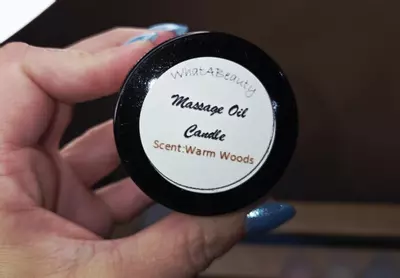 WhatABeauty
Massage Oil
Candle
Scent:Warm Woods